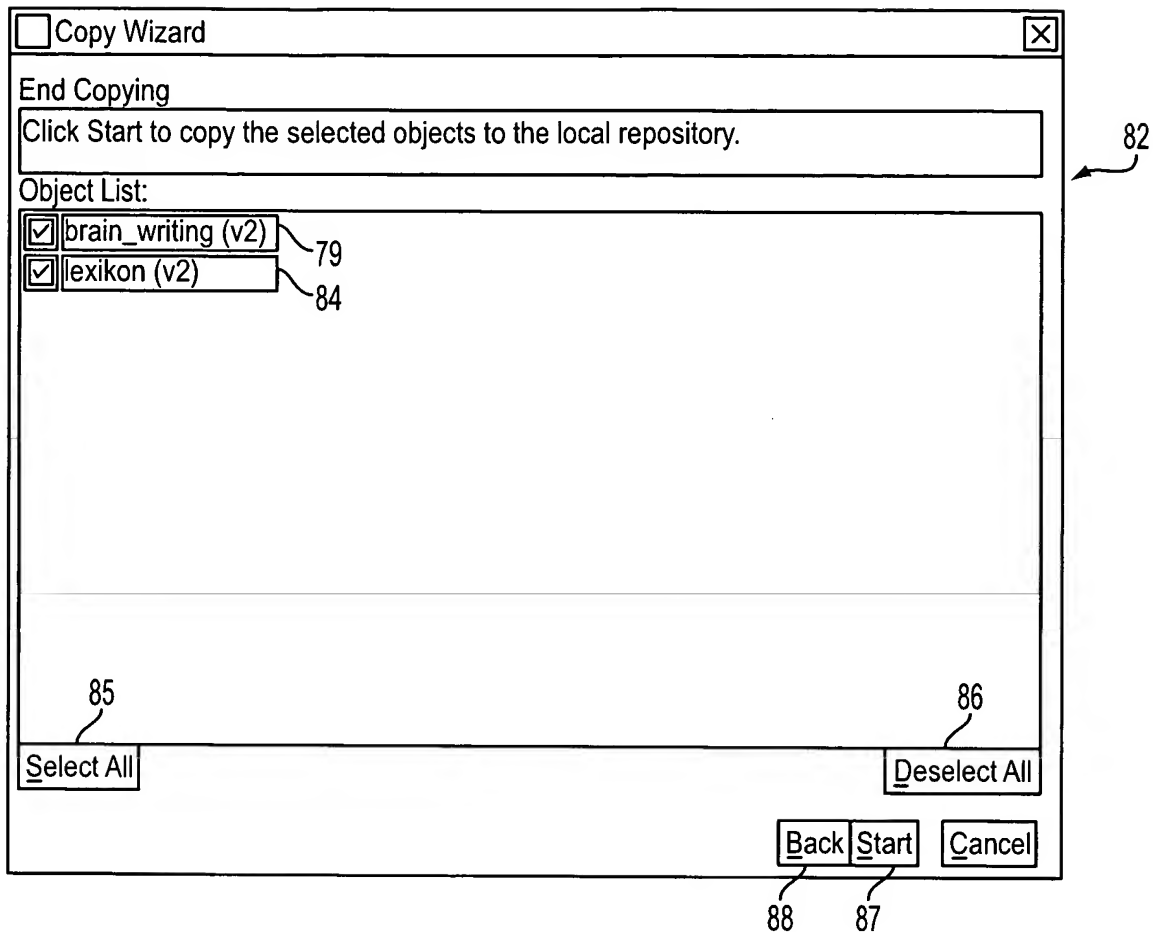 Copy Wizard
End Copying
Click Start to copy the selected objects to the local repository.
82
Object List:
brain_writing (v2)
79
lexikon (v2)
84
85
86
Select All
Deselect All
Back Start Cancel
88 87